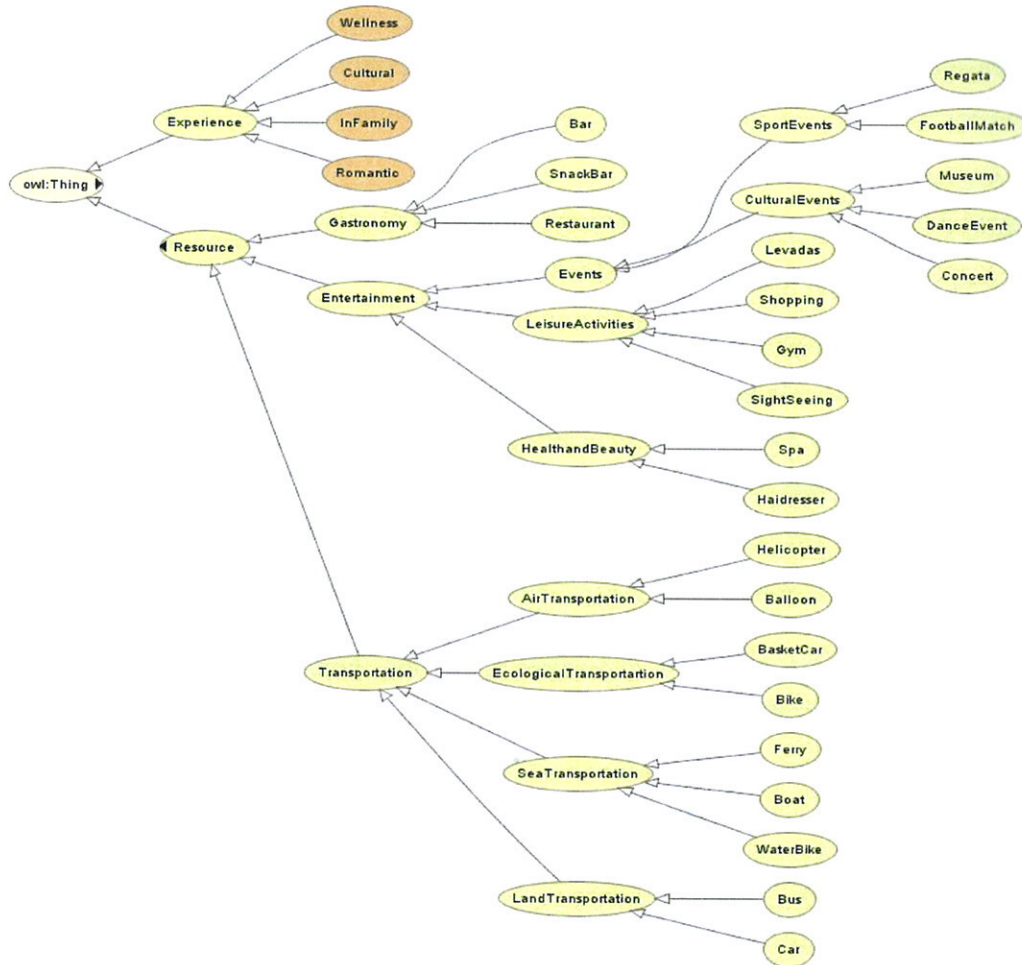 Wellness
Cultural
Experience
InFamily
Romantic
owl:Thing
Resource
Gastronomy
Bar
SnackBar
Restaurant
Entertainment
Events
SportEvents
Regata
FootballMatch
CulturalEvents
Museum
DanceEvent
Concert
LeisureActivities
Levadas
Shopping
Gym
SightSeeing
HealthandBeauty
Spa
Haidresser
Transportation
AirTransportation
Helicopter
Balloon
EcologicalTransportartion
BasketCar
Bike
SeaTransportation
Ferry
Boat
WaterBike
LandTransportation
Bus
Car